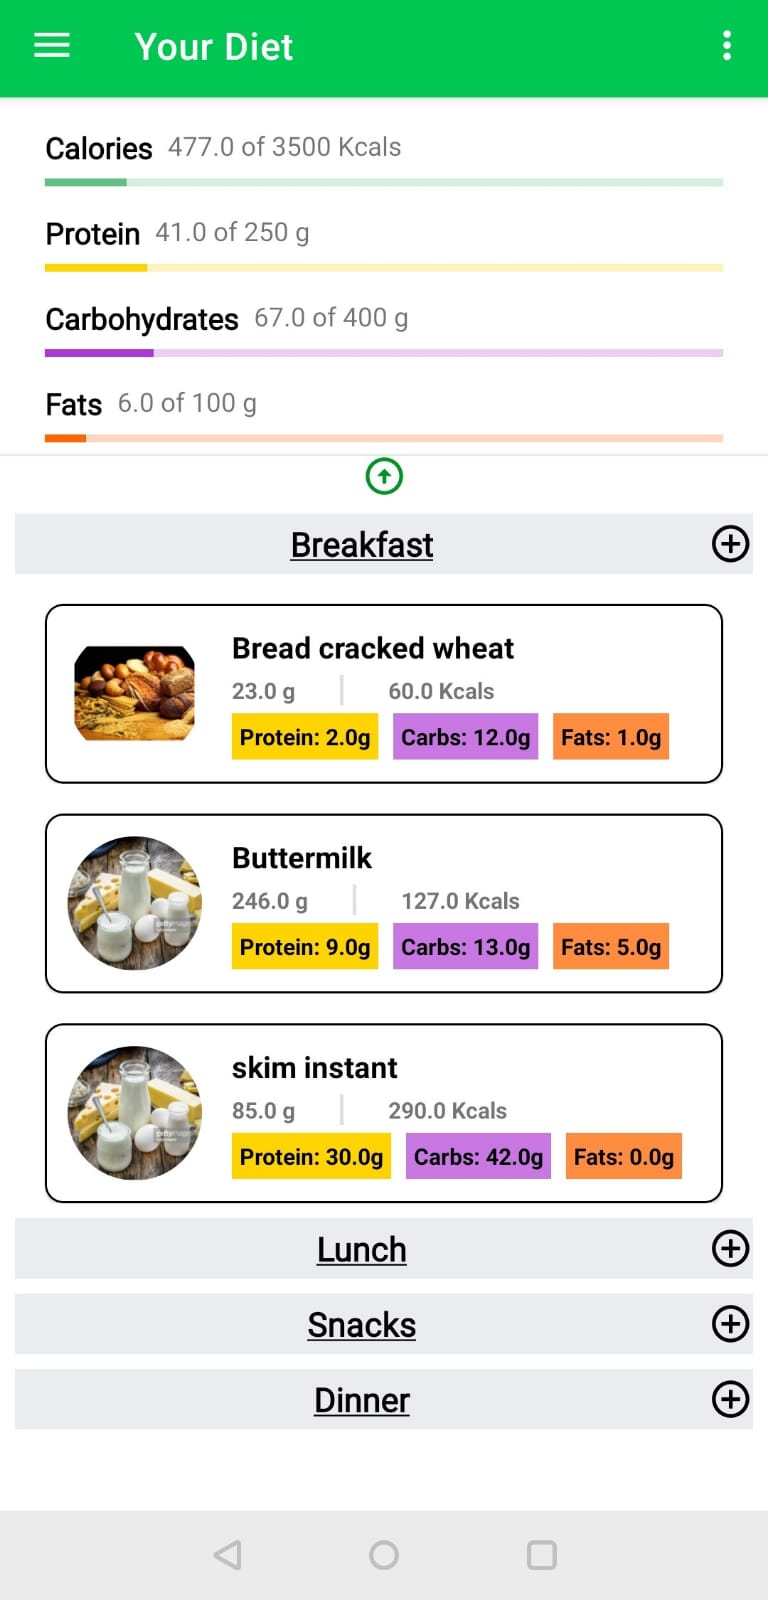 Your Diet
Calories 477.0 of 3500 Kcals
Protein 41.0 of 250 g
Carbohydrates 67.0 of 400 g
Fats 6.0 of 100 g
Breakfast
Bread cracked wheat
23.0 g 60.0 Kcals
Protein: 2.0g Carbs: 12.0g Fats: 1.0g
Buttermilk
246.0 g 127.0 Kcals
Protein: 9.0g Carbs: 13.0g Fats: 5.0g
skim instant
85.0 g 290.0 Kcals
Protein: 30.0g Carbs: 42.0g Fats: 0.0g
Lunch
Snacks
Dinner